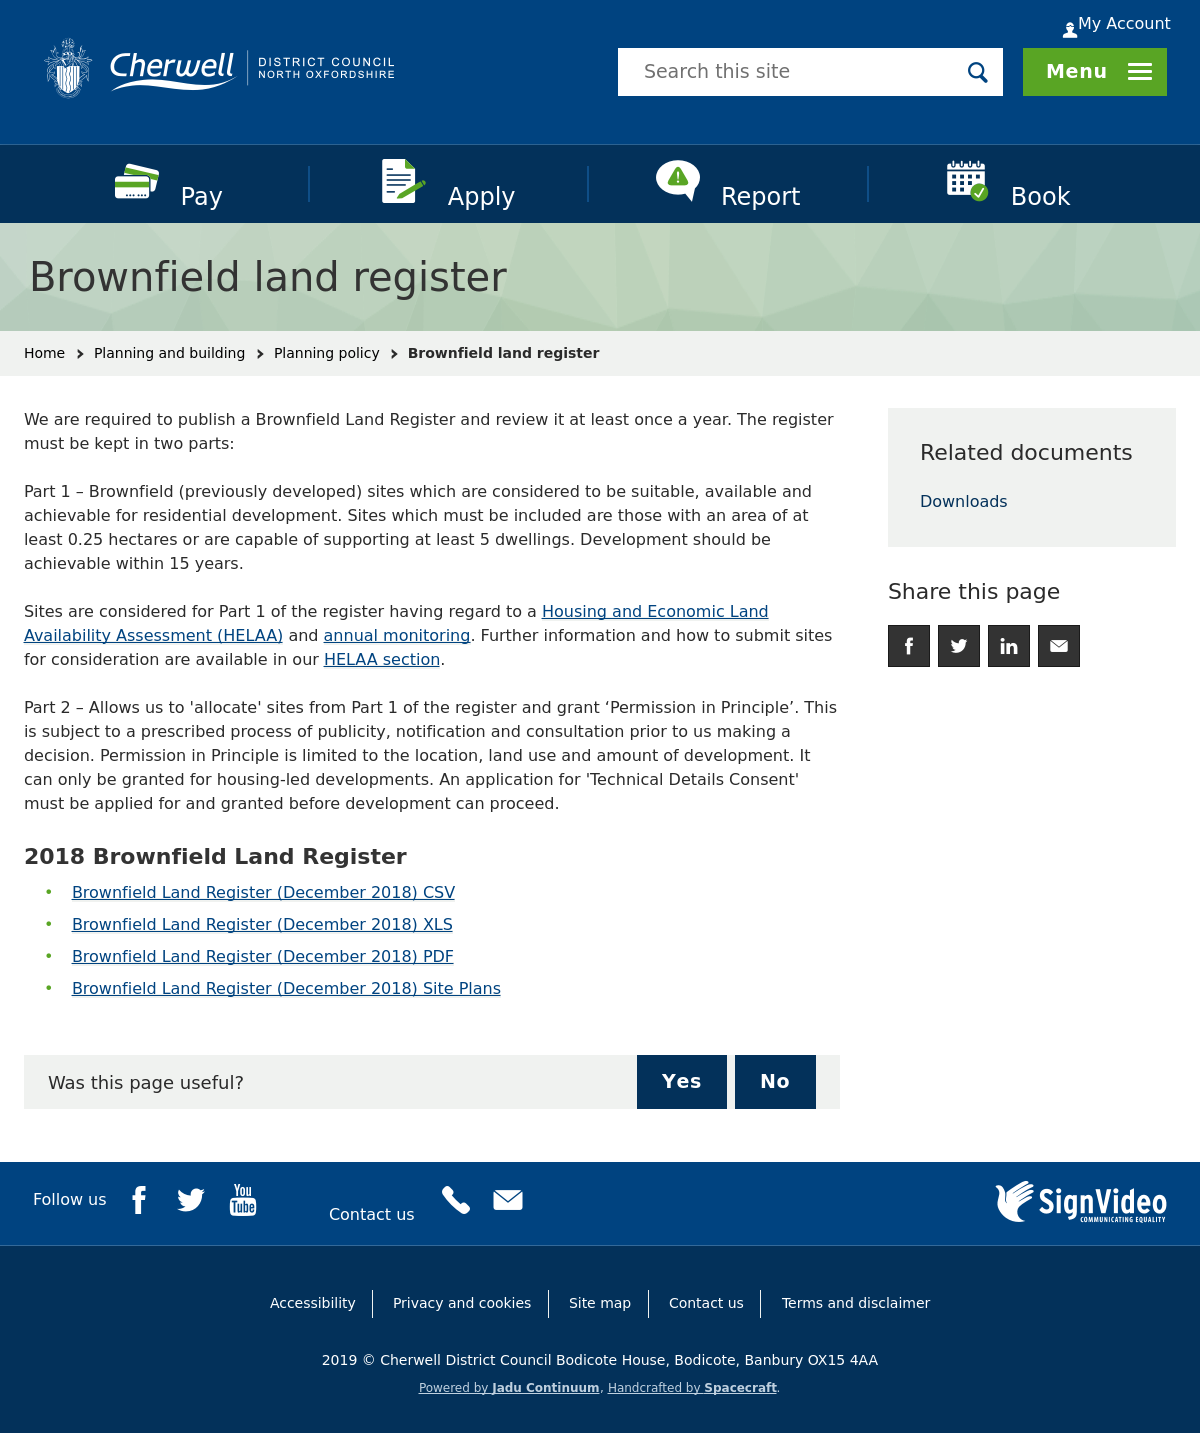 My Account
Cherwell
DISTRICT COUNCIL
NORTH OXFORDSHIRE
Search this site
Menu
Pay
Apply
Report
Book
Brownfield land register
Home
Planning and building
Planning policy
Brownfield land register
We are required to publish a Brownfield Land Register and review it at least once a year. The register
must be kept in two parts:
Part 1 – Brownfield (previously developed) sites which are considered to be suitable, available and
achievable for residential development. Sites which must be included are those with an area of at
least 0.25 hectares or are capable of supporting at least 5 dwellings. Development should be
achievable within 15 years.
Sites are considered for Part 1 of the register having regard to a Housing and Economic Land
Availability Assessment (HELAA) and annual monitoring. Further information and how to submit sites
for consideration are available in our HELAA section.
Part 2 – Allows us to 'allocate' sites from Part 1 of the register and grant ‘Permission in Principle’. This
is subject to a prescribed process of publicity, notification and consultation prior to us making a
decision. Permission in Principle is limited to the location, land use and amount of development. It
can only be granted for housing-led developments. An application for 'Technical Details Consent'
must be applied for and granted before development can proceed.
2018 Brownfield Land Register
• Brownfield Land Register (December 2018) CSV
• Brownfield Land Register (December 2018) XLS
• Brownfield Land Register (December 2018) PDF
• Brownfield Land Register (December 2018) Site Plans
Related documents
Downloads
Share this page
Was this page useful?
Yes
No
Follow us
You
Tube
Contact us
SignVideo
COMMUNICATING EQUALITY
Accessibility
Privacy and cookies
Site map
Contact us
Terms and disclaimer
2019 © Cherwell District Council Bodicote House, Bodicote, Banbury OX15 4AA
Powered by Jadu Continuum, Handcrafted by Spacecraft.